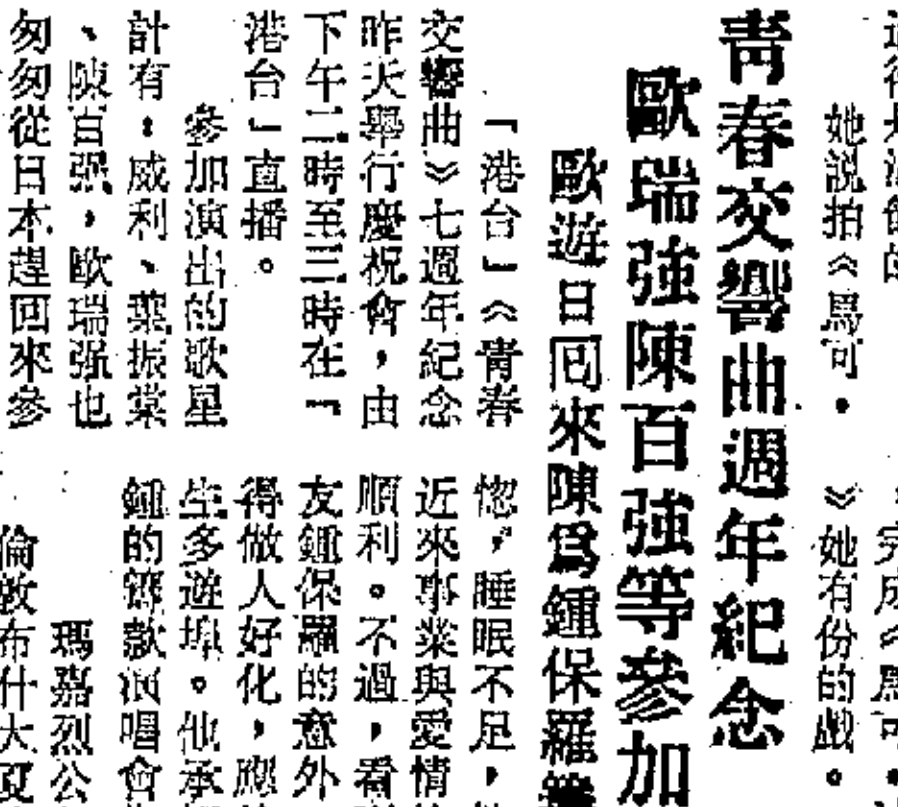 她說拍《馬可•
》她有份的戲。
青春交響曲週年紀念
歐瑞強陳百強等參加
歐遊日囘來陳爲鍾保羅
「港台」《青春
交響曲》七週年紀念
昨天舉行慶祝會，由
下午二時至三時在「
港台」直播。
參加演出的歌星
計有：威利、葉振棠
、陳百强，歐瑞强也
匆匆從日本趕回來參
惚，睡眠不足，
近來事業與愛情
順利。不過，看
友鍾保羅的意外
得做人好化，應
生多遊埠。他承
鍾的籌款演唱會
瑪嘉烈公
倫敦布什大廈